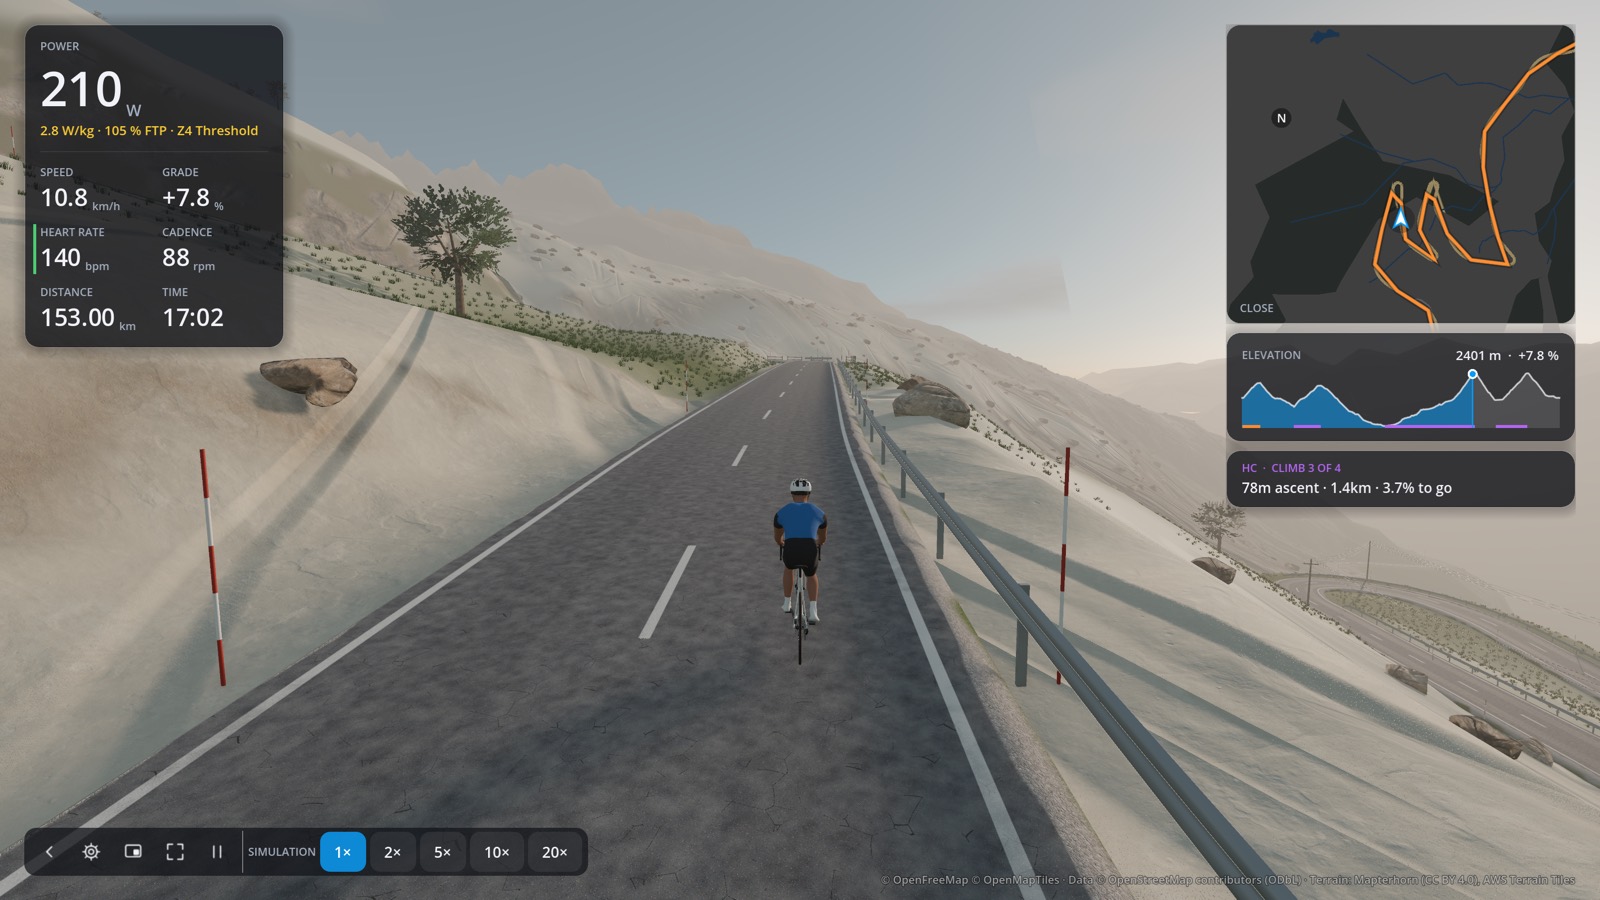 POWER
210 W
2.8 W/kg · 105 % FTP · Z4 Threshold
SPEED GRADE
10.8 km/h +7.8 %
HEART RATE CADENCE
140 bpm 88 rpm
DISTANCE TIME
153.00 km 17:02
N
CLOSE
ELEVATION 2401 m · +7.8 %
HC · CLIMB 3 OF 4
78m ascent · 1.4km · 3.7% to go
SIMULATION 1× 2× 5× 10× 20×
© OpenFreeMap © OpenMapTiles · Data © OpenStreetMap contributors (ODbL) · Terrain: Mapterhorn (CC BY 4.0), AWS Terrain Tiles